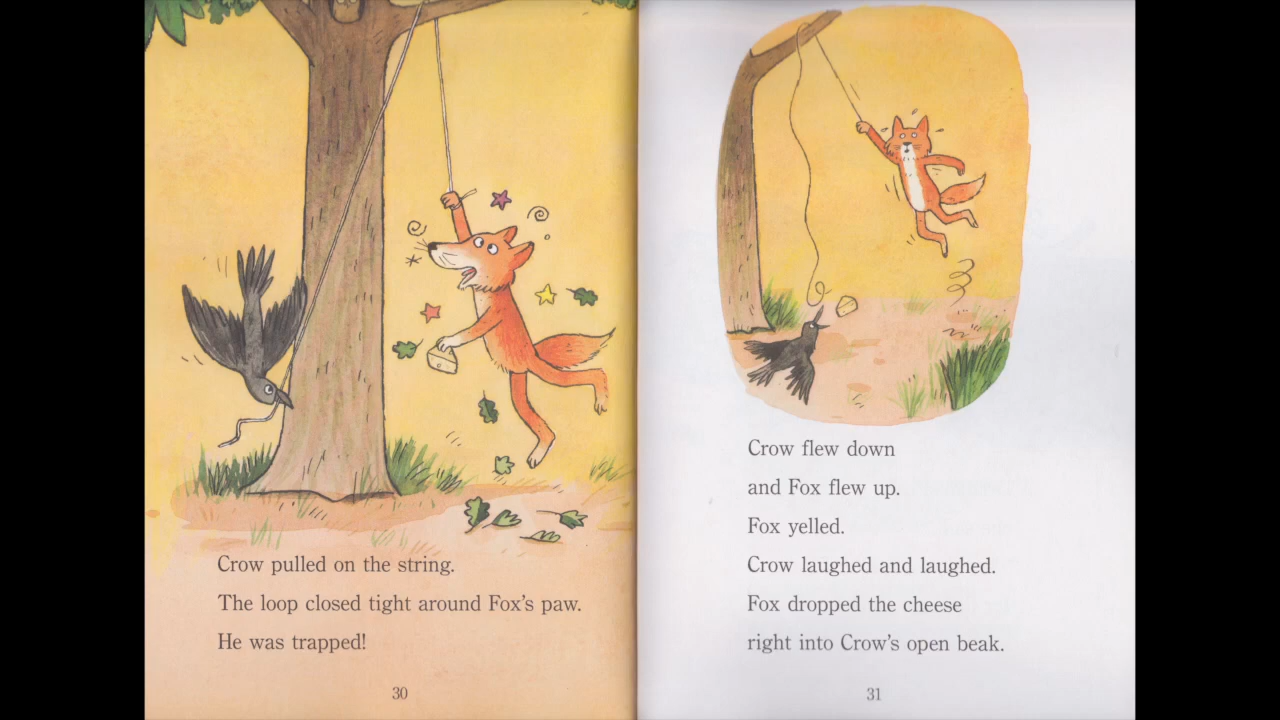 Crow pulled on the string.
The loop closed tight around Fox's paw.
He was trapped!
30
Crow flew down
and Fox flew up.
Fox yelled.
Crow laughed and laughed.
Fox dropped the cheese
right into Crow's open beak.
31